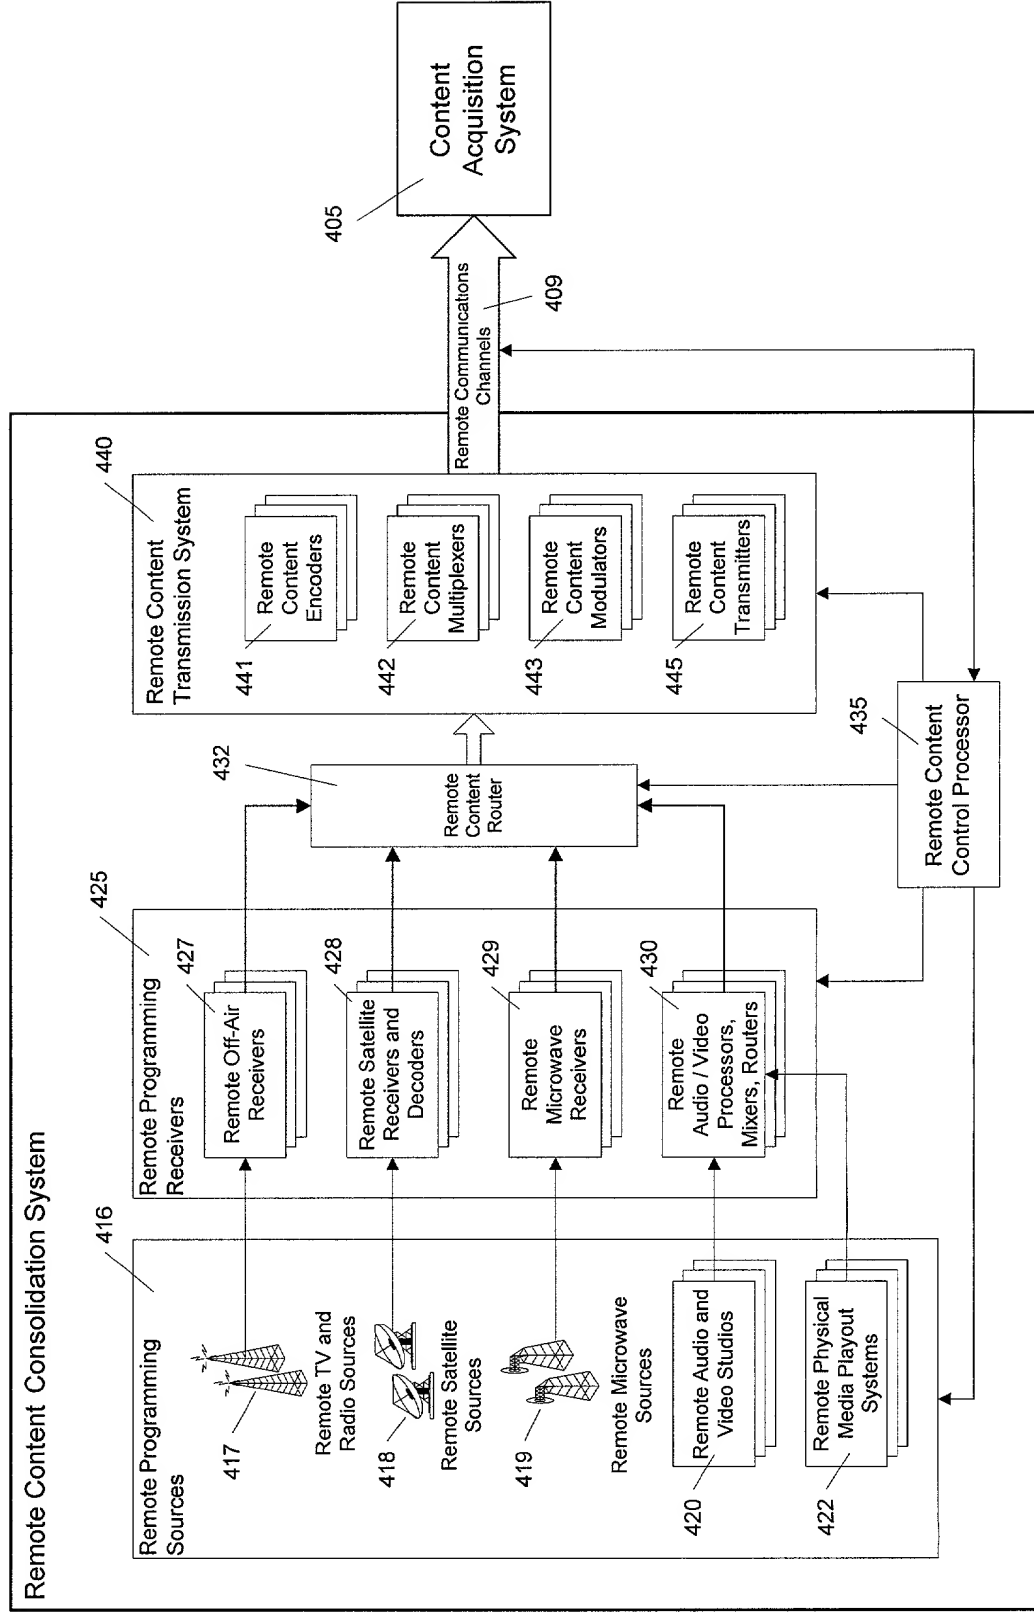 Remote Content Consolidation System
Remote Programming
Sources
416
417
Remote TV and
Radio Sources
418
Remote Satellite
Sources
419
Remote Microwave
Sources
420
Remote Audio and
Video Studios
422
Remote Physical
Media Playout
Systems
Remote Programming
Receivers
425
427
Remote Off-Air
Receivers
428
Remote Satellite
Receivers and
Decoders
429
Remote
Microwave
Receivers
430
Remote
Audio / Video
Processors,
Mixers, Routers
432
Remote
Content
Router
435
Remote Content
Control Processor
Remote Content
Transmission System
440
441
Remote
Content
Encoders
442
Remote
Content
Multiplexers
443
Remote
Content
Modulators
445
Remote
Content
Transmitters
Remote Communications
Channels
409
405
Content
Acquisition
System